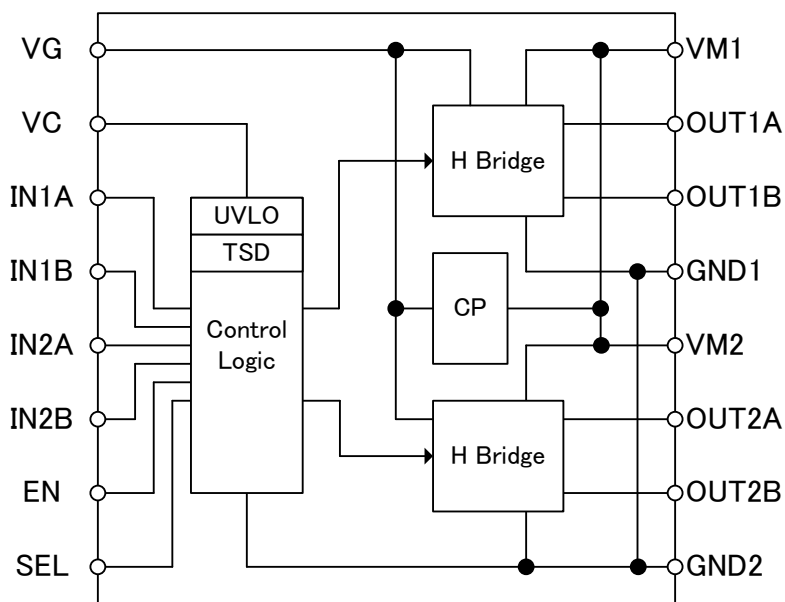 VG
VC
IN1A
IN1B
IN2A
IN2B
EN
SEL
UVLO
TSD
Control
Logic
H Bridge
CP
H Bridge
VM1
OUT1A
OUT1B
GND1
VM2
OUT2A
OUT2B
GND2